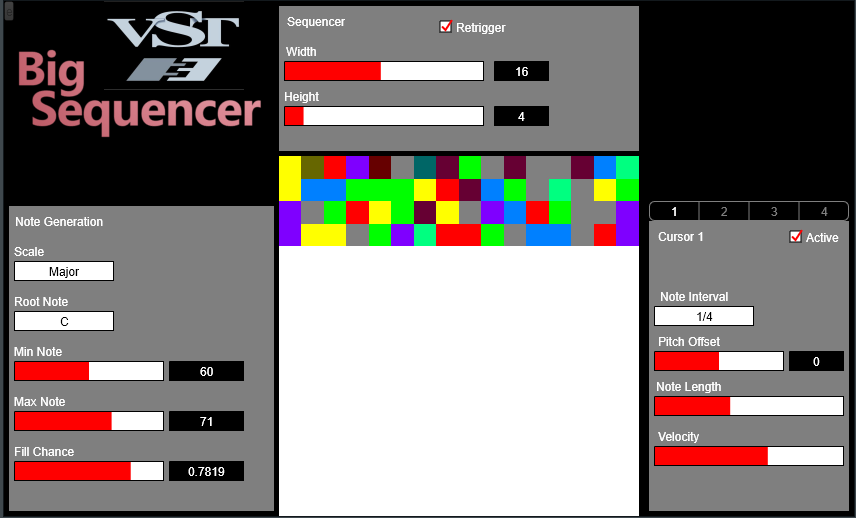 VST 3
Big
Sequencer
Sequencer
Retrigger
Width
16
Height
4
Note Generation
Scale
Major
Root Note
C
Min Note
60
Max Note
71
Fill Chance
0.7819
1 2 3 4
Cursor 1
Active
Note Interval
1/4
Pitch Offset
0
Note Length
Velocity